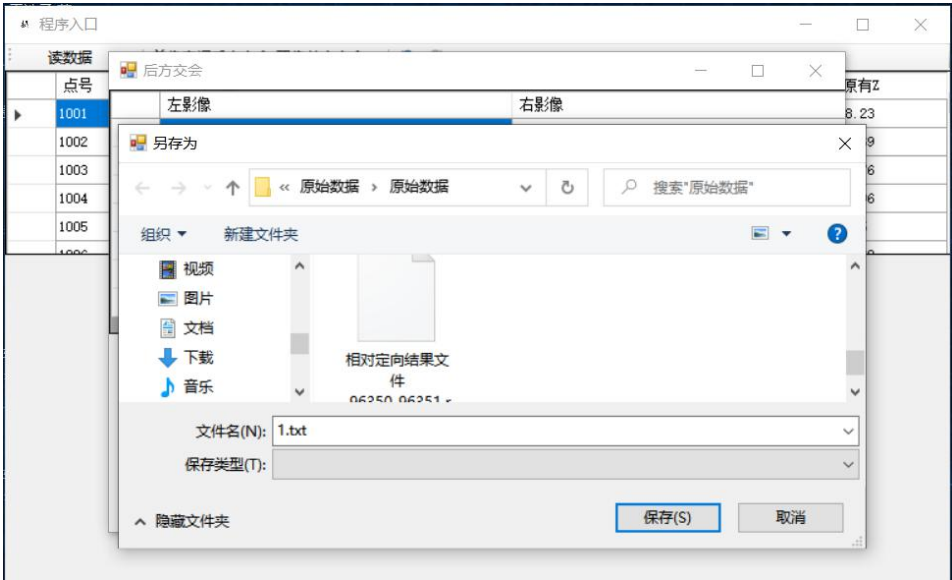 程序入口
读数据
点号
原有Z
1001
8.23
1002
1003
1004
1005
后方交会
左影像 右影像
另存为
« 原始数据 › 原始数据
搜索"原始数据"
组织 新建文件夹
视频
图片
文档
下载
音乐
相对定向结果文
件
96350-96351.r
文件名(N): 1.txt
保存类型(T):
隐藏文件夹
保存(S) 取消